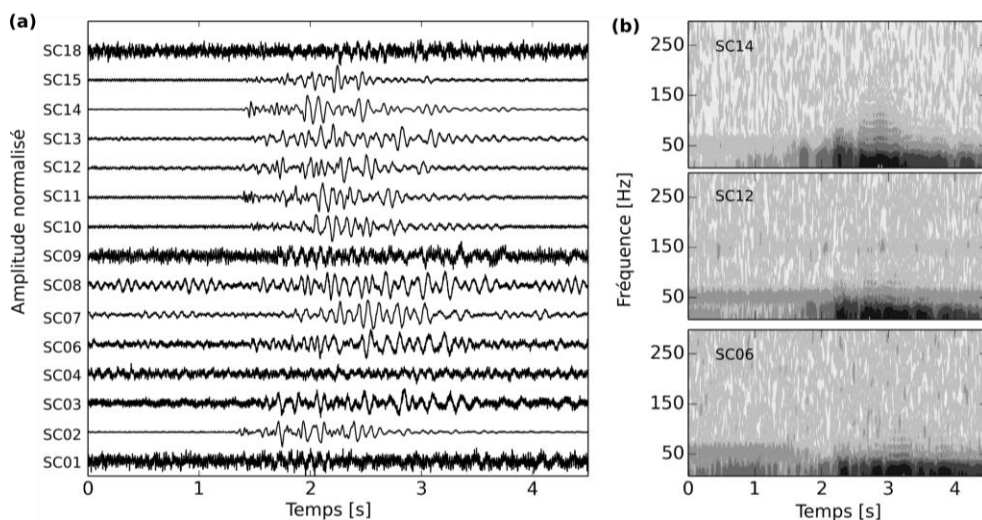 (a)
Amplitude normalisé
SC18
SC15
SC14
SC13
SC12
SC11
SC10
SC09
SC08
SC07
SC06
SC04
SC03
SC02
SC01
0 1 2 3 4
Temps [s]
(b)
Fréquence [Hz]
250
150
50
SC14
250
150
50
SC12
250
150
50
SC06
0 1 2 3 4
Temps [s]